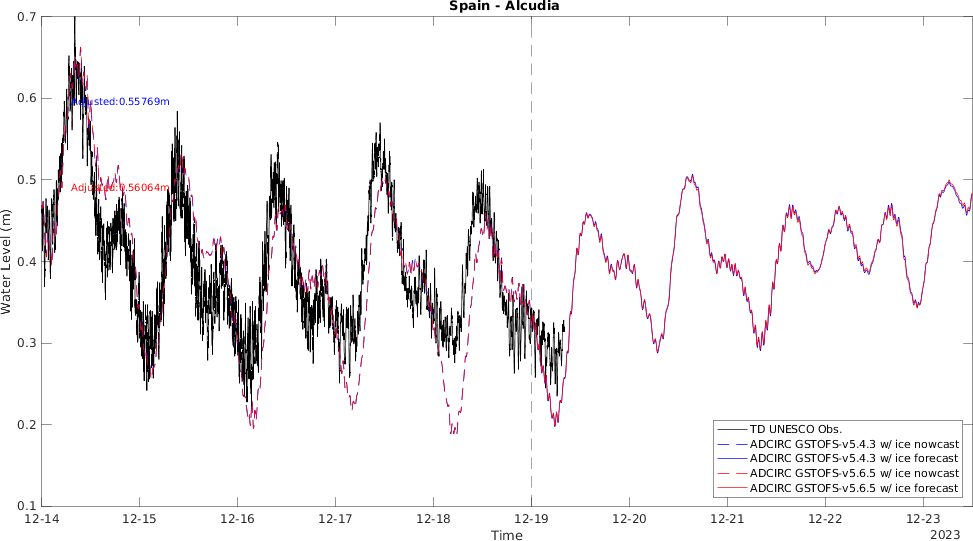 Spain - Alcudia
0.7
0.6
0.5
0.4
0.3
0.2
0.1
Water Level (m)
Adjusted:0.55769m
Adjusted:0.56064m
TD UNESCO Obs.
ADCIRC GSTOFS-v5.4.3 w/ ice nowcast
ADCIRC GSTOFS-v5.4.3 w/ ice forecast
ADCIRC GSTOFS-v5.6.5 w/ ice nowcast
ADCIRC GSTOFS-v5.6.5 w/ ice forecast
12-14 12-15 12-16 12-17 12-18 12-19 12-20 12-21 12-22 12-23
Time
2023